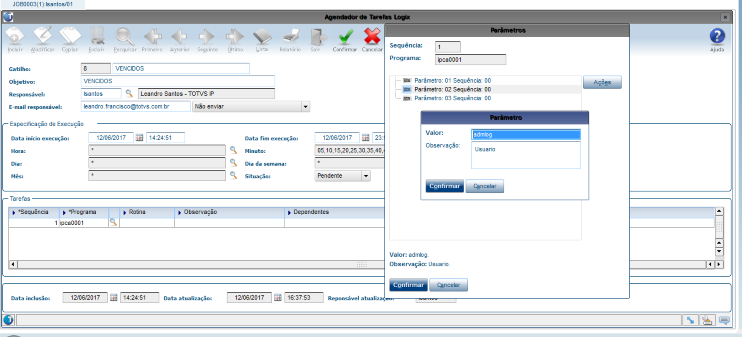 JOB0003(1) lsantos/01
Agendador de Tarefas Logix
Incluir Modificar Copiar Excluir Pesquisar Primeiro Anterior Seguinte Último Lista Relatório Sair Confirmar Cancelar
Ajuda
Gatilho: 8 VENCIDOS
Objetivo: VENCIDOS
Responsável: lsantos Leandro Santos - TOTVS IP
E-mail responsável: leandro.francisco@totvs.com.br Não enviar
Especificação de Execução
Data início execução: 12/06/2017 14:24:51 Data fim execução: 12/06/2017
Hora: * Minuto: 05,10,15,20,25,30,35,40,
Dia: * Dia da semana: *
Mês: * Situação: Pendente
Tarefas
*Sequência *Programa Rotina Observação Dependentes
1 ipca0001
Data inclusão: 12/06/2017 14:24:51 Data atualização: 12/06/2017 16:37:53 Reponsável atualização:
Parâmetros
Sequência: 1
Programa: ipca0001
Parâmetro: 01 Sequência: 00
Parâmetro: 02 Sequência: 00
Parâmetro: 03 Sequência: 00
Ações
Parâmetro
Valor: admlog
Observação: Usuario
Confirmar Cancelar
Valor: admlog.
Observação: Usuario.
Confirmar Cancelar